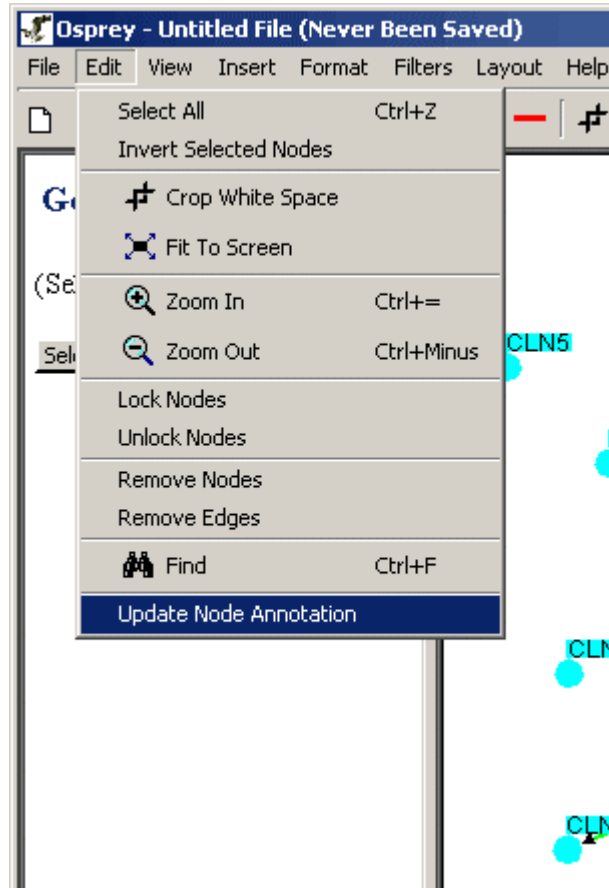 Osprey - Untitled File (Never Been Saved)
File Edit View Insert Format Filters Layout Help
Select All Ctrl+Z
Invert Selected Nodes
Crop White Space
Fit To Screen
Zoom In Ctrl+=
Zoom Out Ctrl+Minus
CLN5
Lock Nodes
Unlock Nodes
Remove Nodes
Remove Edges
Find Ctrl+F
Update Node Annotation